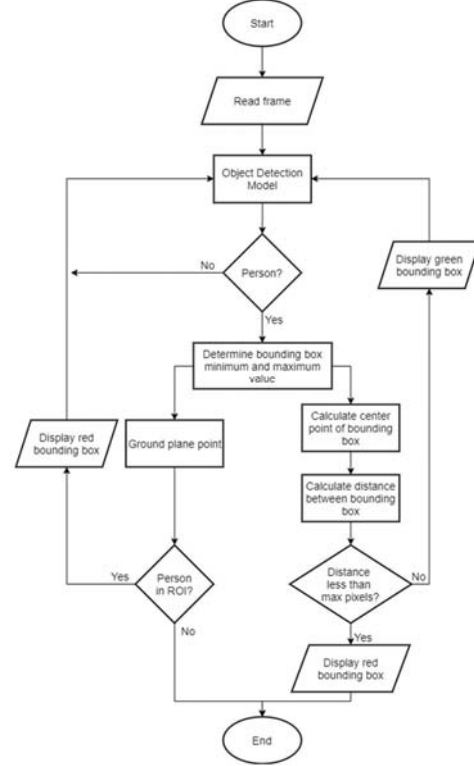 Start
Read frame
Object Detection
Model
No
Person?
Display green
bounding box
Yes
Determine bounding box
minimum and maximum
value
Display red
bounding box
Ground plane point
Calculate center
point of bounding
box
Calculate distance
between bounding
box
Yes
Person
in ROI?
No
Distance
less than
max pixels?
No
Yes
Display red
bounding box
End